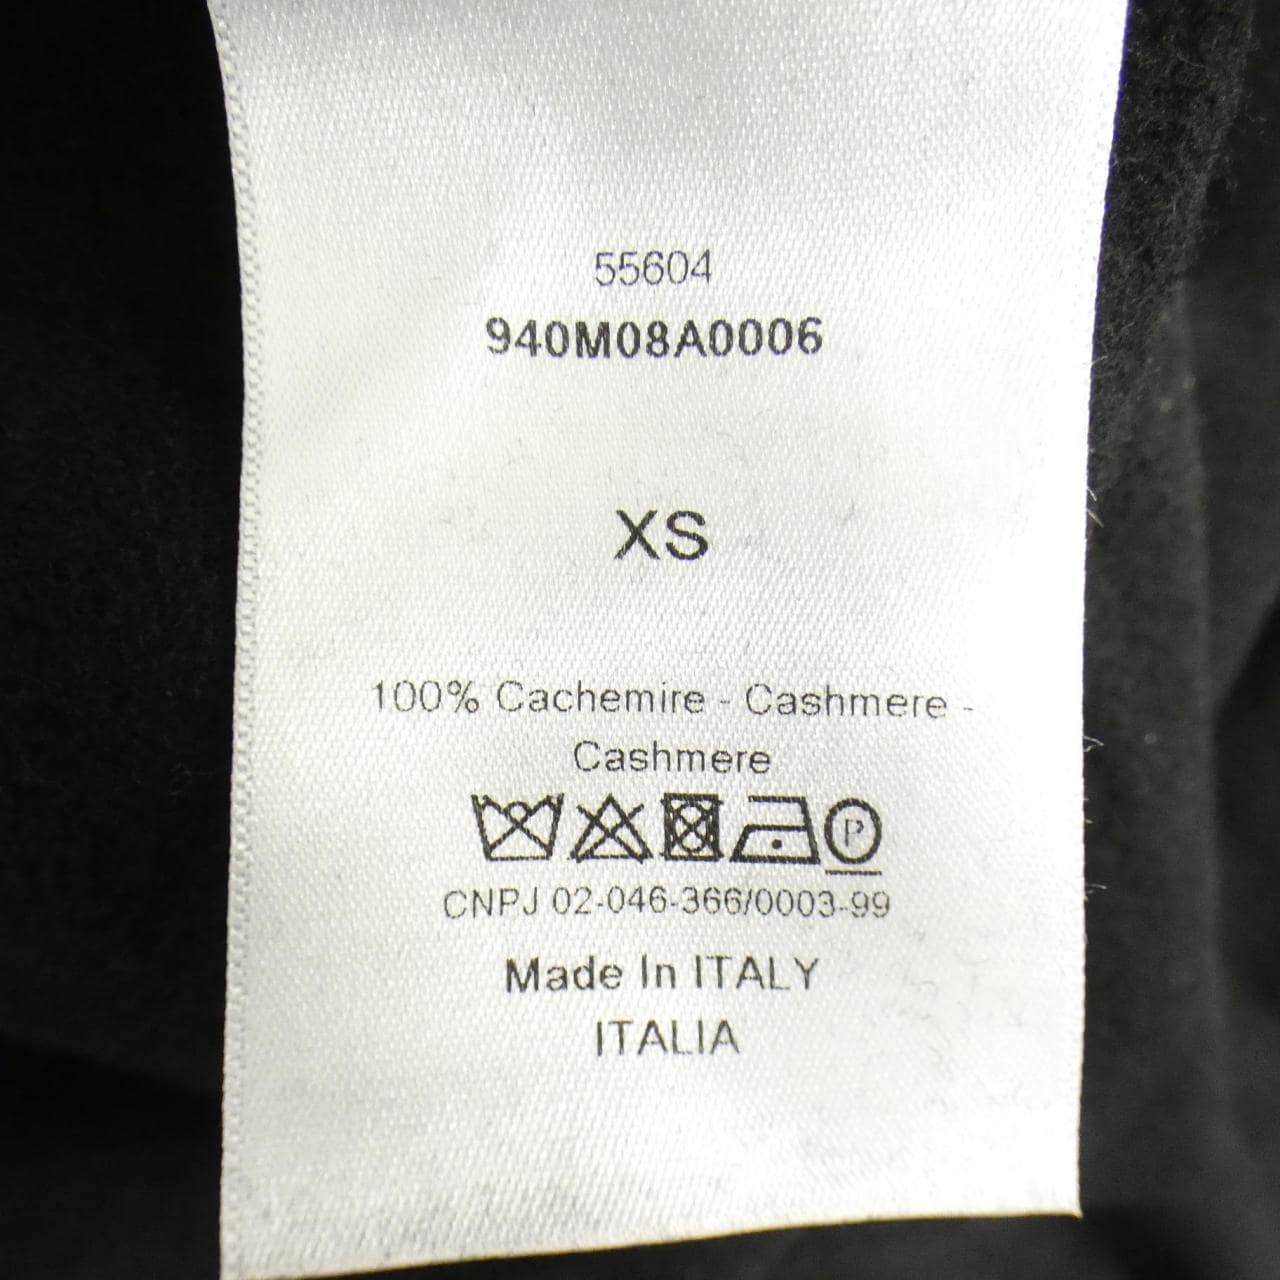 55604
940M08A0006
XS
100% Cachemire - Cashmere -
Cashmere
P
CNPJ 02-046-366/0003-99
Made In ITALY
ITALIA